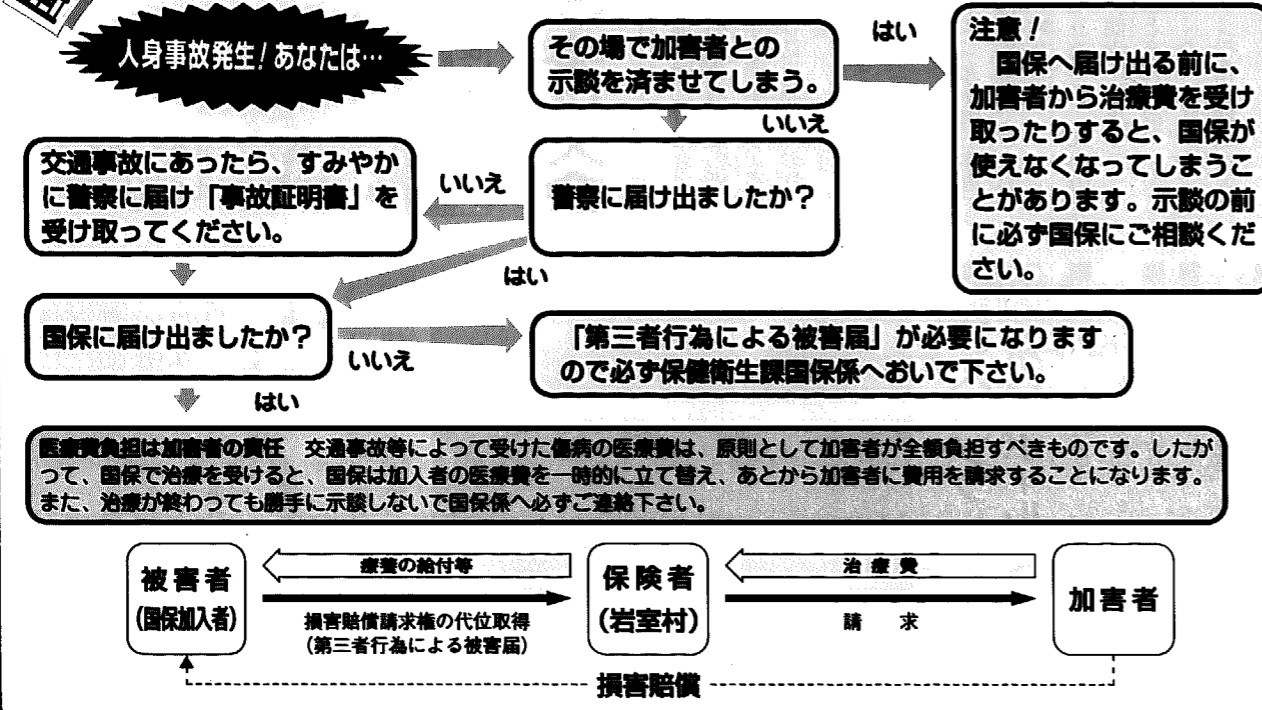 人身事故発生！あなたは…
その場で加害者との
示談を済ませてしまう。
はい
注意！
国保へ届け出る前に、
加害者から治療費を受け
取ったりすると、国保が
使えなくなってしまうこ
とがあります。示談の前
に必ず国保にご相談くだ
さい。
いいえ
警察に届け出ましたか？
いいえ
交通事故にあったら、すみやか
に警察に届け「事故証明書」を
受け取ってください。
はい
国保に届け出ましたか？
いいえ
「第三者行為による被害届」が必要になります
ので必ず保健衛生課国保係へおいで下さい。
はい
医療費負担は加害者の責任　交通事故等によって受けた傷病の医療費は、原則として加害者が全額負担すべきものです。したが
って、国保で治療を受けると、国保は加入者の医療費を一時的に立て替え、あとから加害者に費用を請求することになります。
また、治療が終わっても勝手に示談しないで国保係へ必ずご連絡下さい。
被害者
(国保加入者)
療養の給付等
損害賠償請求権の代位取得
(第三者行為による被害届)
保険者
(岩室村)
治療費
請　求
加害者
損害賠償